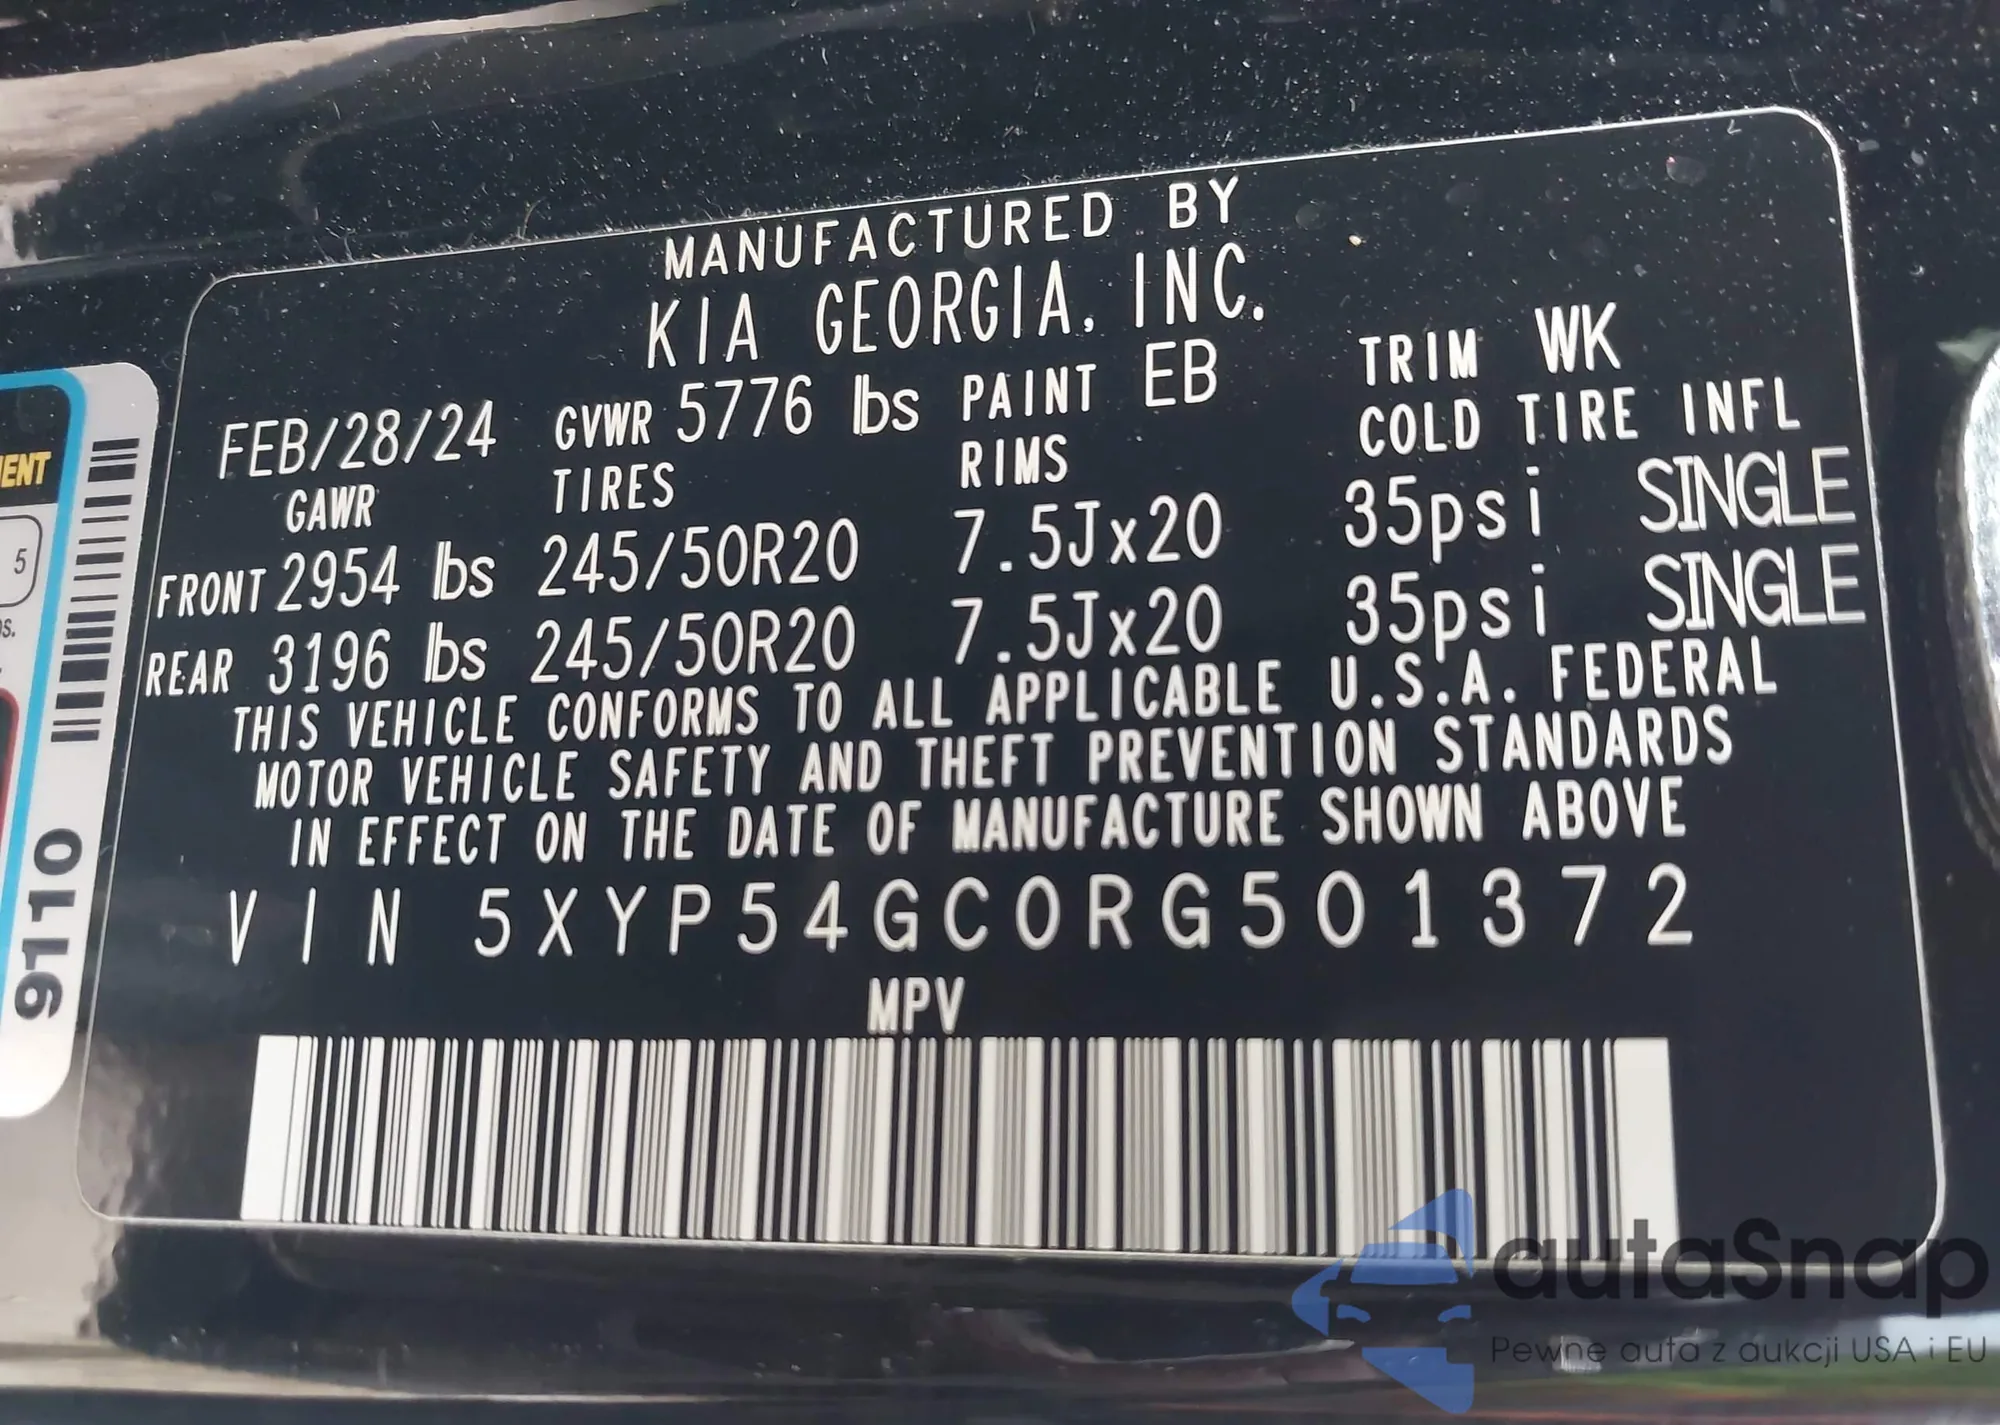 MANUFACTURED BY
KIA GEORGIA, INC.
FEB/28/24 GVWR 5776 lbs PAINT EB TRIM WK
GAWR TIRES RIMS COLD TIRE INFL
FRONT 2954 lbs 245/50R20 7.5Jx20 35psi SINGLE
REAR 3196 lbs 245/50R20 7.5Jx20 35psi SINGLE
THIS VEHICLE CONFORMS TO ALL APPLICABLE U.S.A. FEDERAL
MOTOR VEHICLE SAFETY AND THEFT PREVENTION STANDARDS
IN EFFECT ON THE DATE OF MANUFACTURE SHOWN ABOVE
VIN 5XYP54GC0RG501372
MPV
5
9110
autaSnap
Pewne auta z aukcji USA i EU